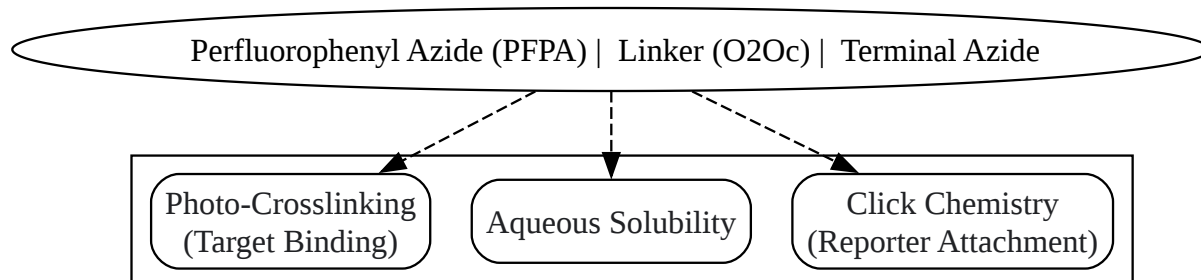 Perfluorophenyl Azide (PFPA) |  Linker (O2Oc) |  Terminal Azide
Photo-Crosslinking
(Target Binding)
Aqueous Solubility
Click Chemistry
(Reporter Attachment)